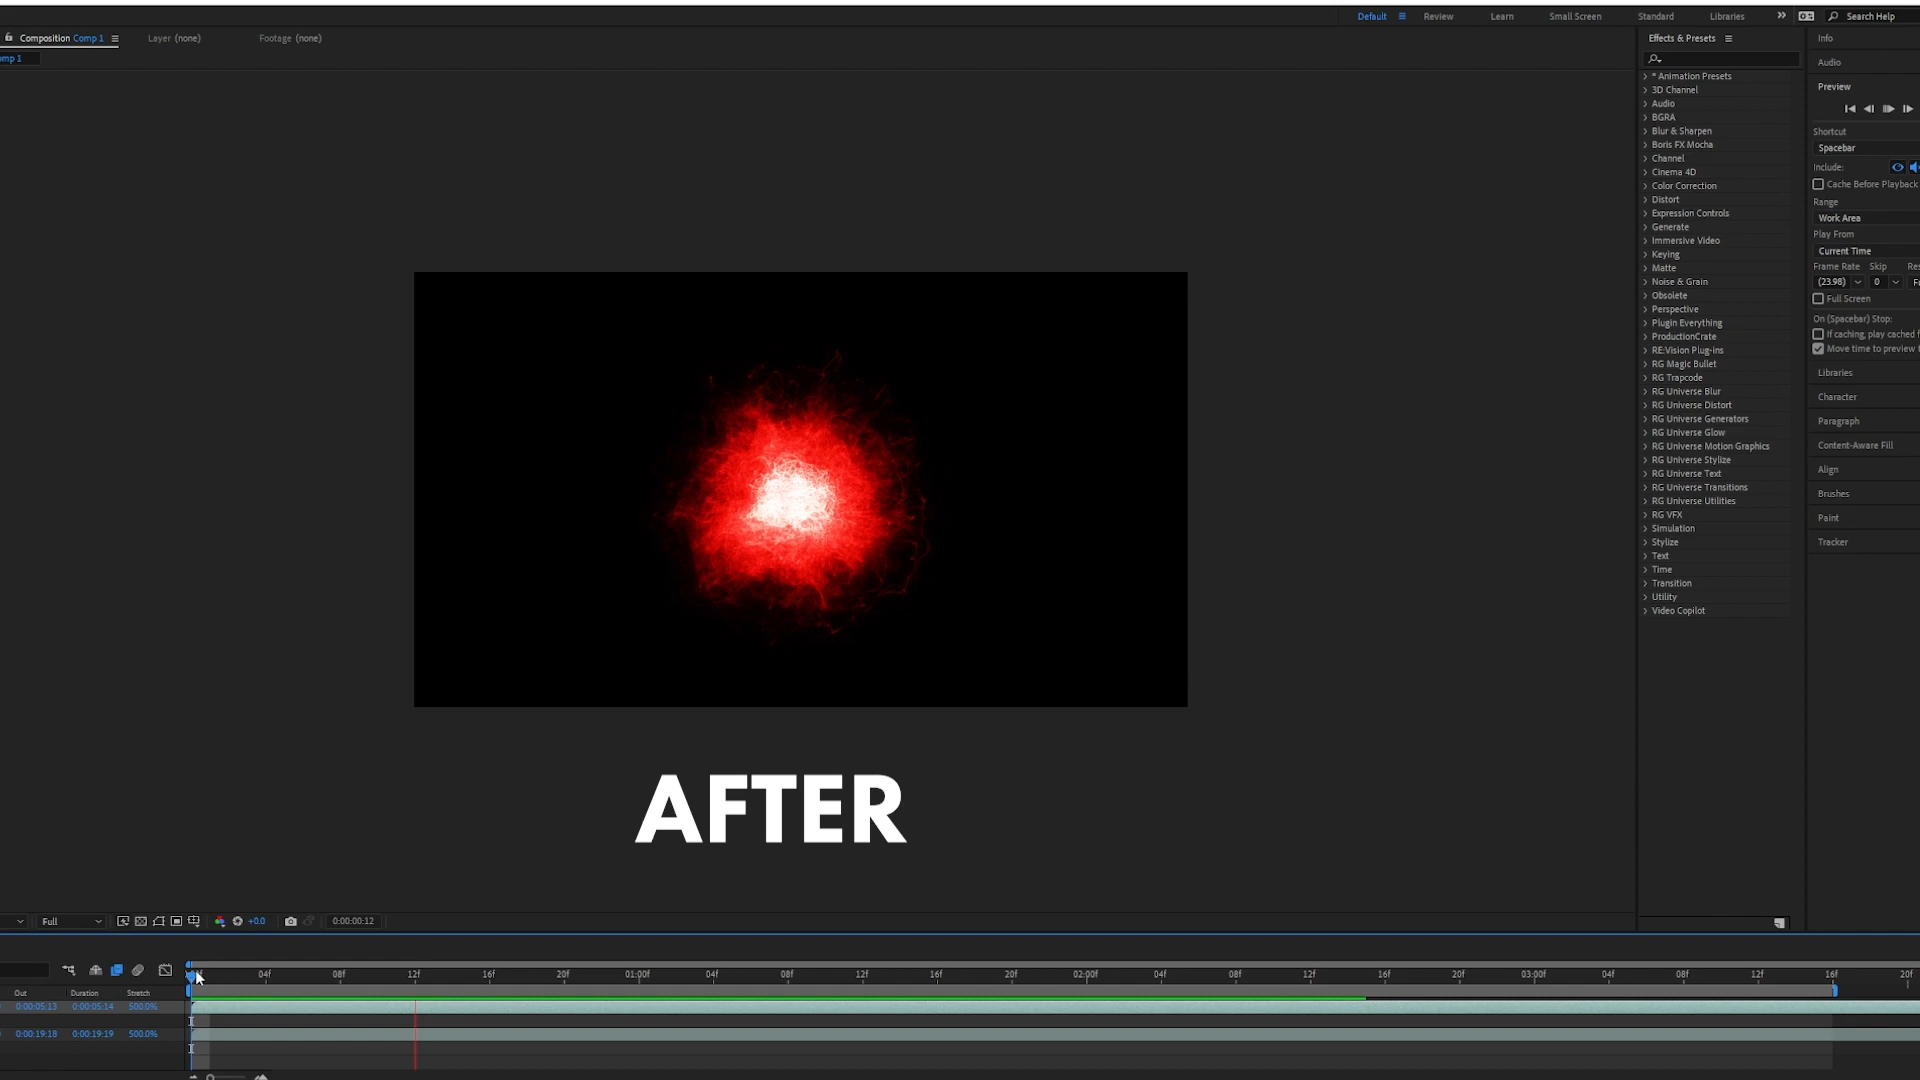 Default
Review
Learn
Small Screen
Standard
Libraries
Search Help
Composition Comp 1
Layer (none)
Footage (none)
omp 1
Effects & Presets
* Animation Presets
3D Channel
Audio
BGRA
Blur & Sharpen
Boris FX Mocha
Channel
Cinema 4D
Color Correction
Distort
Expression Controls
Generate
Immersive Video
Keying
Matte
Noise & Grain
Obsolete
Perspective
Plugin Everything
ProductionCrate
RE:Vision Plug-ins
RG Magic Bullet
RG Trapcode
RG Universe Blur
RG Universe Distort
RG Universe Generators
RG Universe Glow
RG Universe Motion Graphics
RG Universe Stylize
RG Universe Text
RG Universe Transitions
RG Universe Utilities
RG VFX
Simulation
Stylize
Text
Time
Transition
Utility
Video Copilot
Info
Audio
Preview
Shortcut
Spacebar
Include:
Cache Before Playback
Range
Work Area
Play From
Current Time
Frame Rate Skip Res
(23.98) 0 Fu
Full Screen
On (Spacebar) Stop:
If caching, play cached f
Move time to preview t
Libraries
Character
Paragraph
Content-Aware Fill
Align
Brushes
Paint
Tracker
AFTER
Full
+0.0
0:00:00:12
04f 08f 12f 16f 20f 01:00f 04f 08f 12f 16f 20f 04f 08f 12f 16f 20f 03:00f 04f 08f 12f 16f 20f
Out Duration Stretch
0:00:05:13 0:00:05:14 500.0%
0:00:19:18 0:00:19:19 500.0%